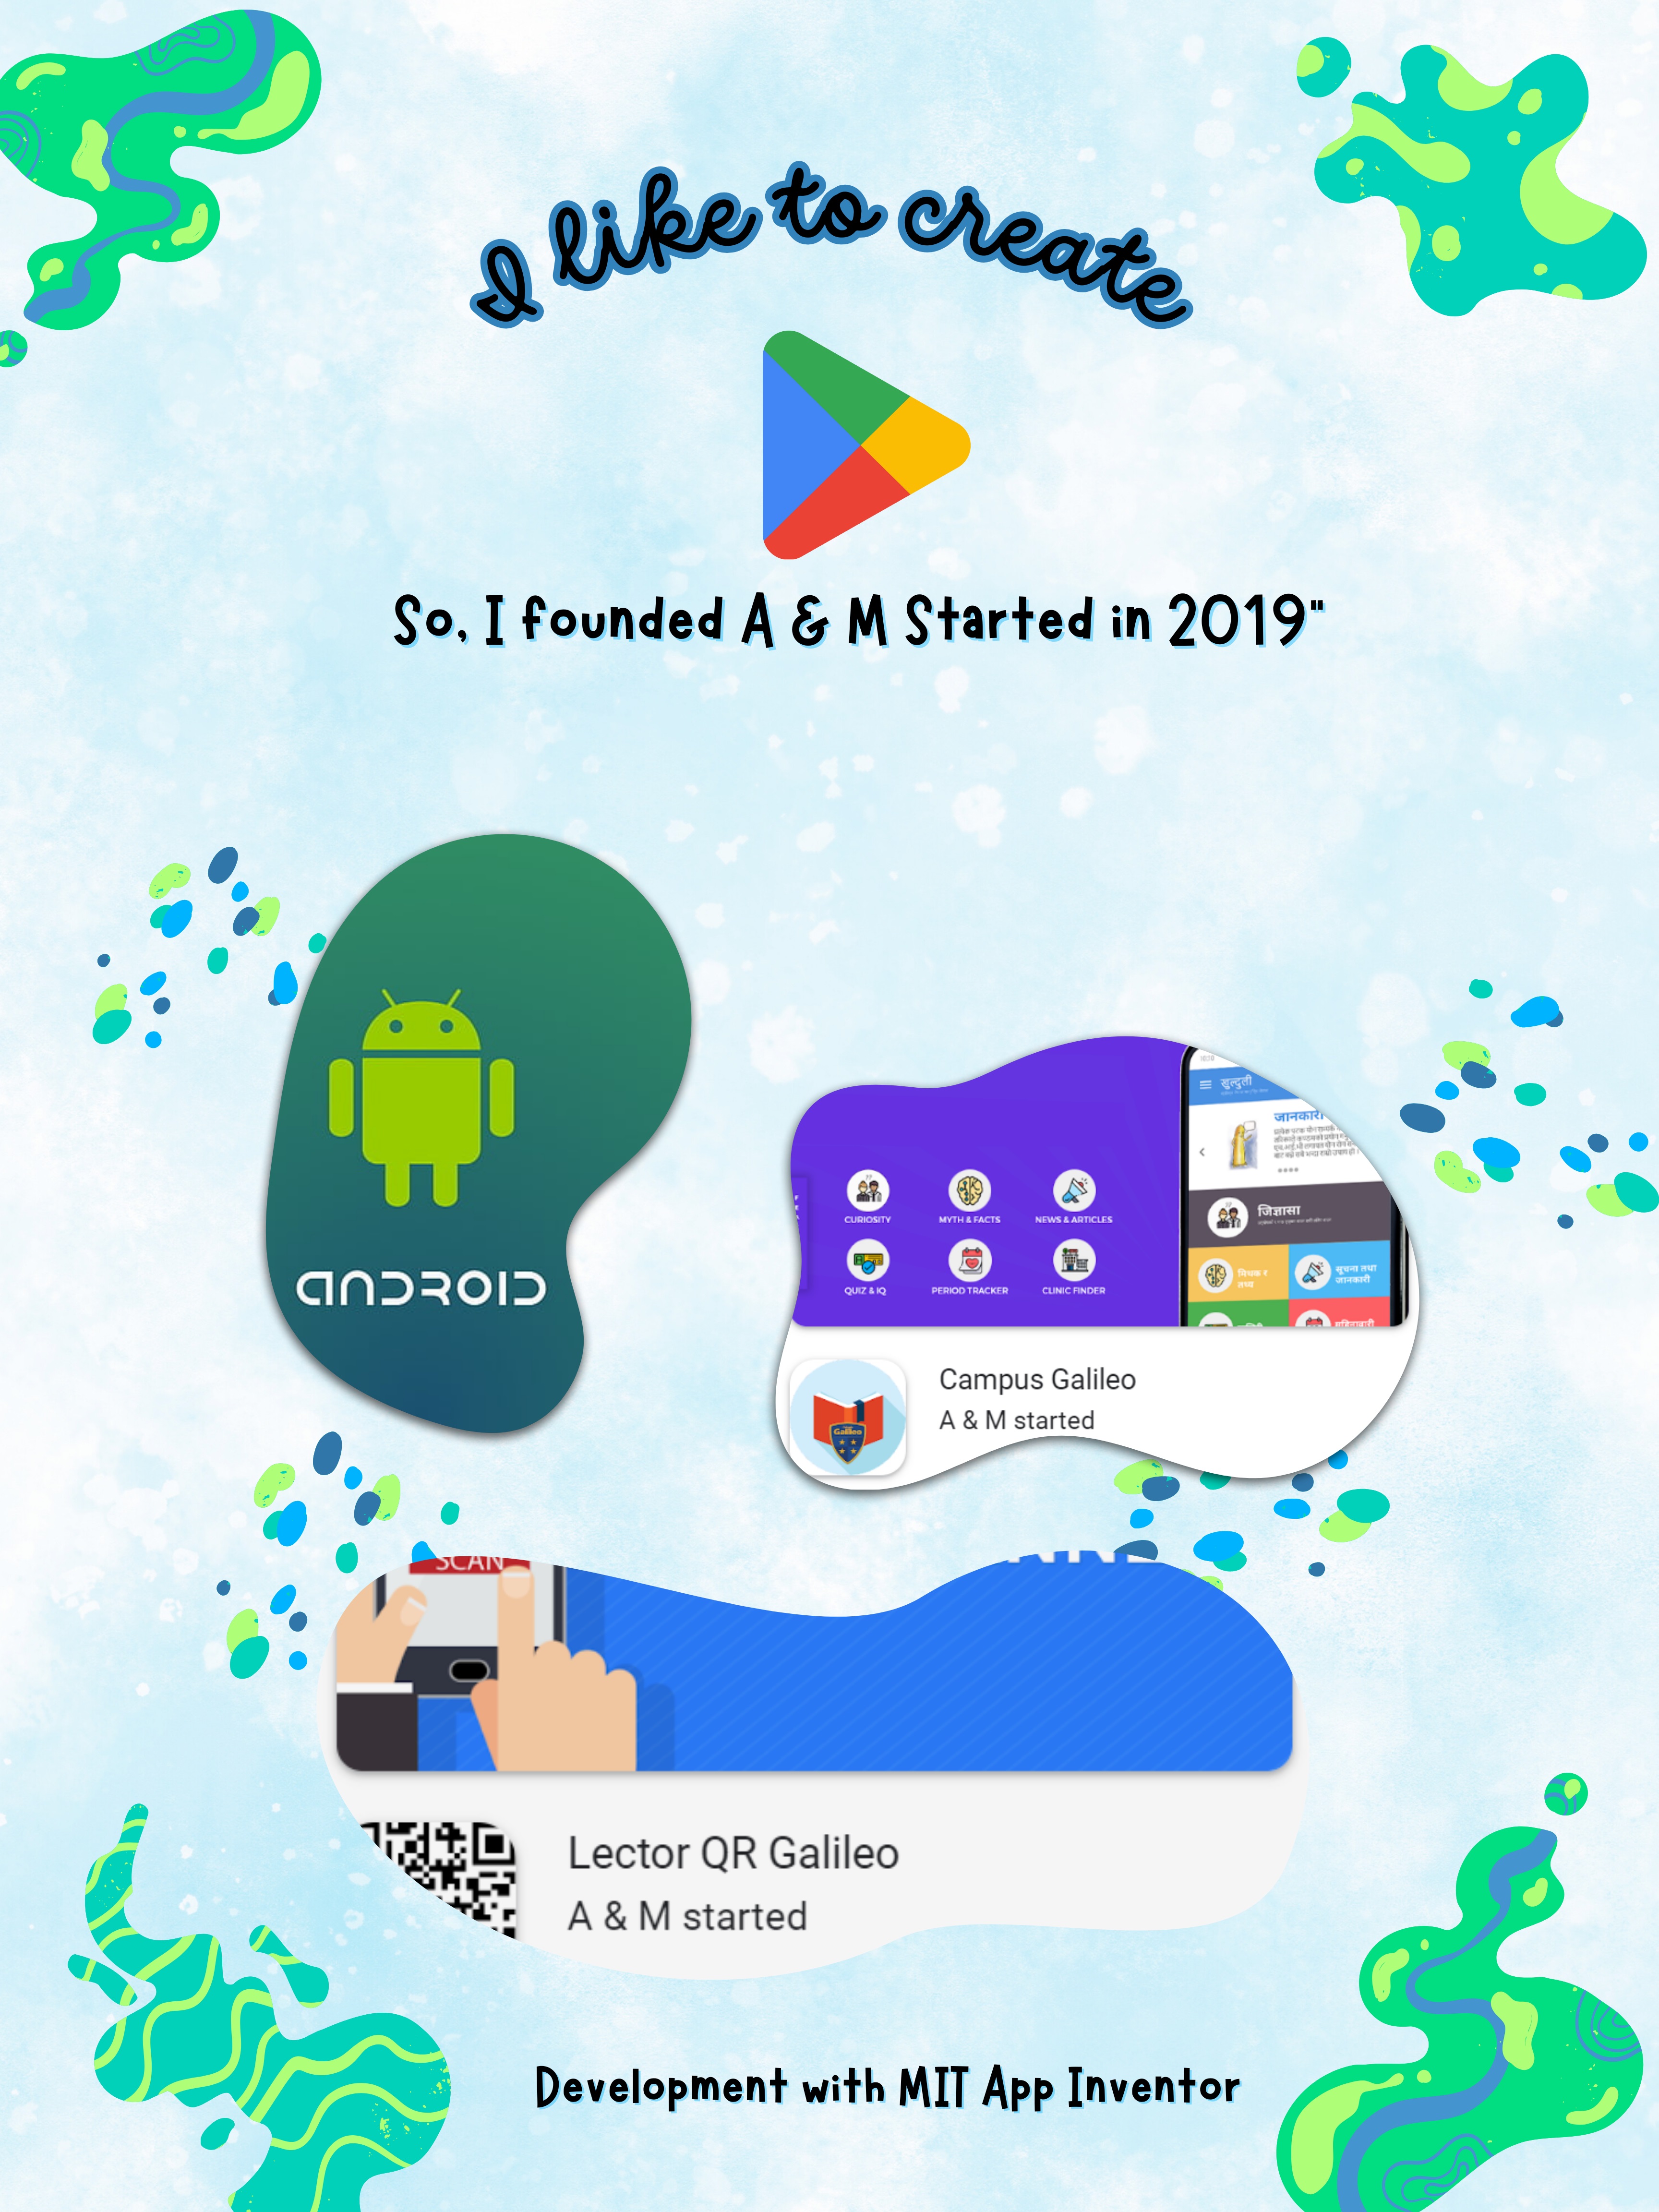 I like to create
So, I founded A & M Started in 2019"
ANDROID
CURIOSITY
MYTH & FACTS
NEWS & ARTICLES
QUIZ & IQ
PERIOD TRACKER
CLINIC FINDER
खुल्दुली
जानकारी
जिज्ञासा
मिथक र
तथ्य
सूचना तथा
जानकारी
महिनावारी
Campus Galileo
A & M started
Galileo
SCAN
Lector QR Galileo
A & M started
Development with MIT App Inventor